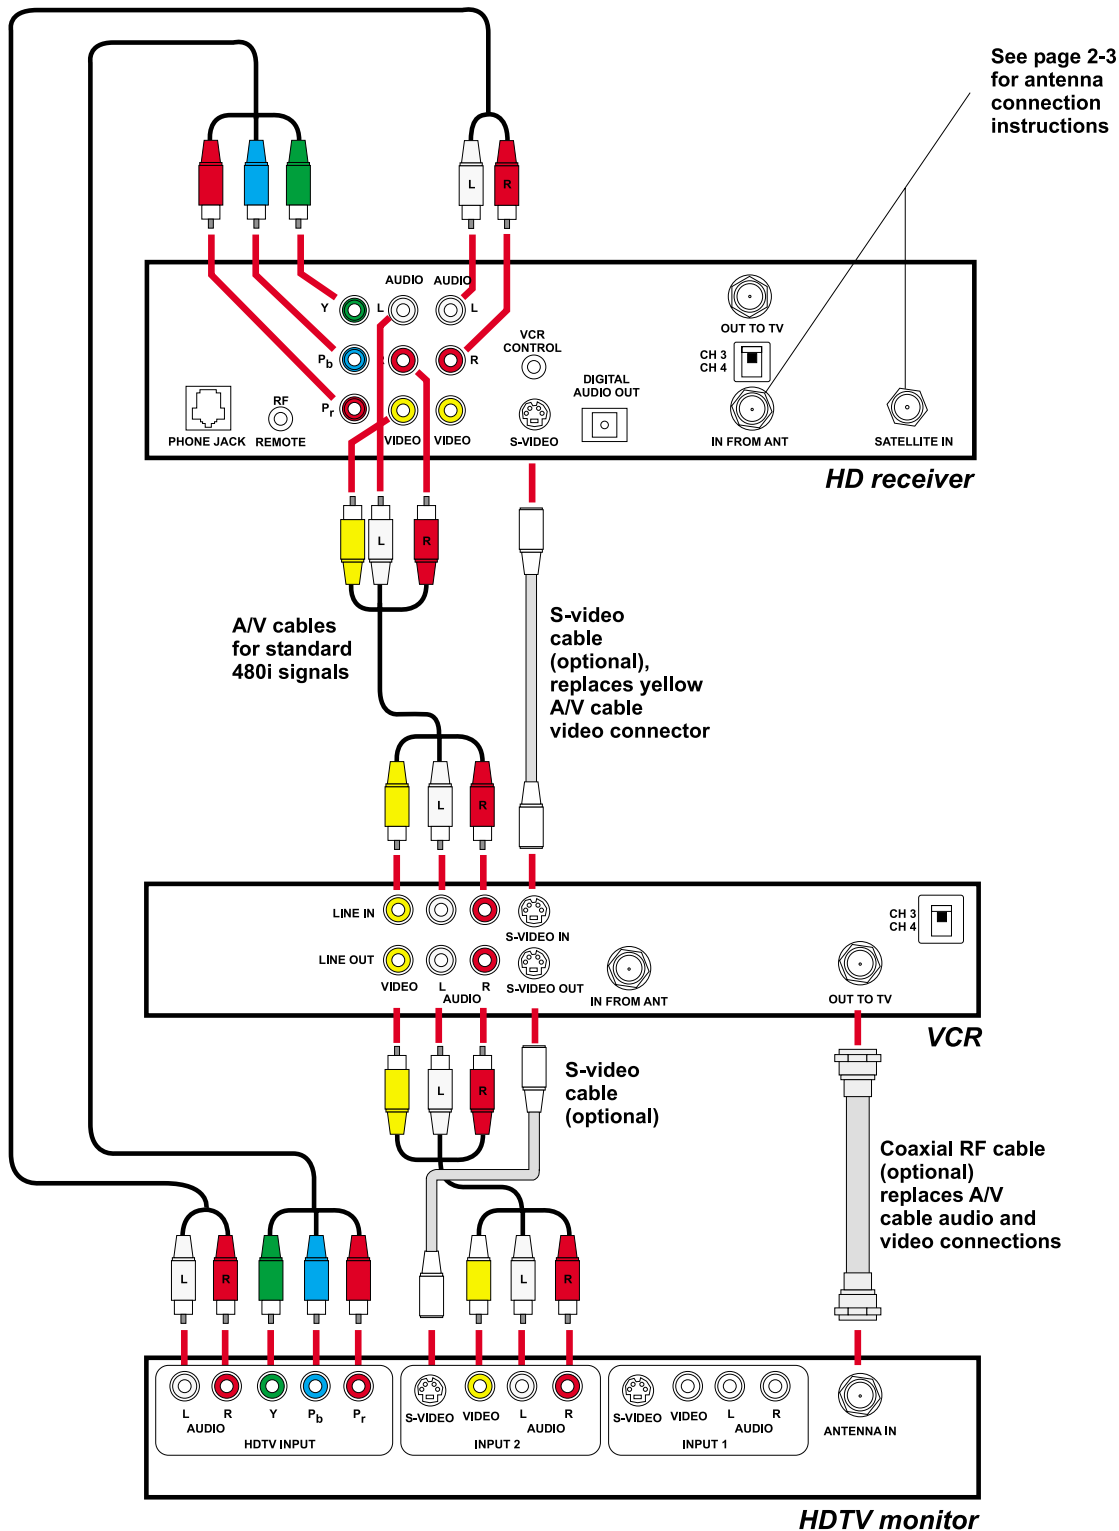 See page 2-3
for antenna
connection
instructions
L
R
AUDIO
AUDIO
Y
L
L
OUT TO TV
VCR
CONTROL
CH 3
CH 4
Pb
R
DIGITAL
AUDIO OUT
RF
Pr
PHONE JACK
REMOTE
VIDEO
VIDEO
S-VIDEO
IN FROM ANT
SATELLITE IN
HD receiver
L
R
A/V cables
for standard
480i signals
S-video
cable
(optional),
replaces yellow
A/V cable
video connector
L
R
LINE IN
S-VIDEO IN
CH 3
CH 4
LINE OUT
VIDEO
L
R
AUDIO
S-VIDEO OUT
IN FROM ANT
OUT TO TV
VCR
L
R
S-video
cable
(optional)
Coaxial RF cable
(optional)
replaces A/V
cable audio and
video connections
L
R
L
R
L
R
AUDIO
Y
Pb
Pr
HDTV INPUT
S-VIDEO
VIDEO
L
R
AUDIO
INPUT 2
S-VIDEO
VIDEO
L
R
AUDIO
INPUT 1
ANTENNA IN
HDTV monitor